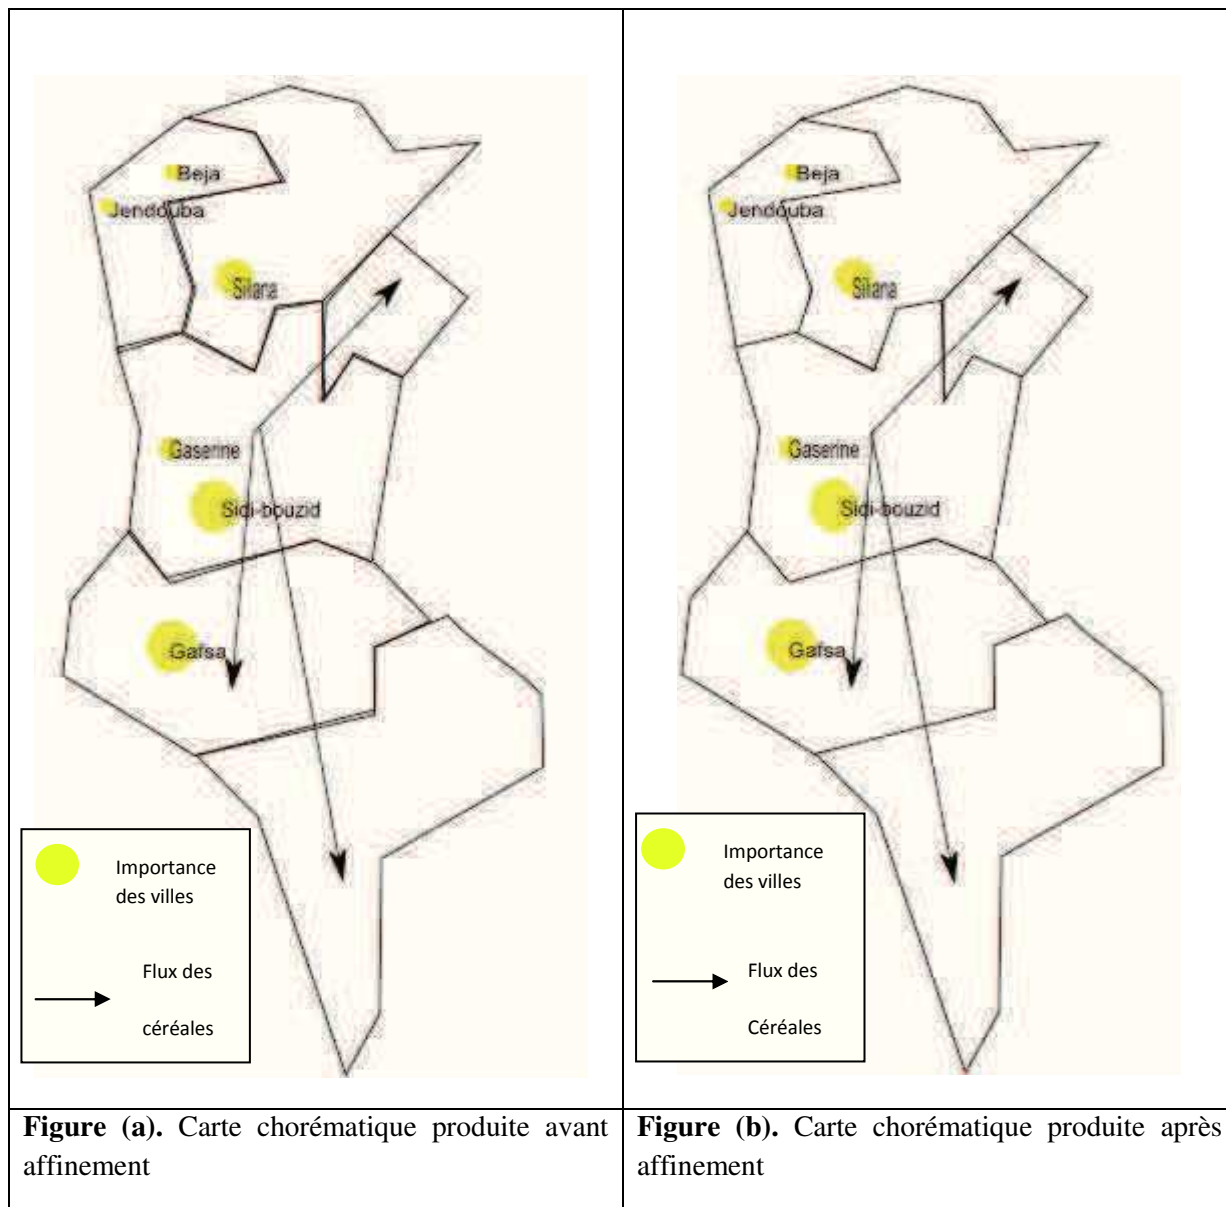 Beja
Jendouba
Siliana
Gaserine
Sidi-bouzid
Gafsa
Importance
des villes
Flux des
céréales
Figure (a). Carte chorématique produite avant
affinement
Beja
Jendouba
Siliana
Gaserine
Sidi-bouzid
Gafsa
Importance
des villes
Flux des
Céréales
Figure (b). Carte chorématique produite après
affinement